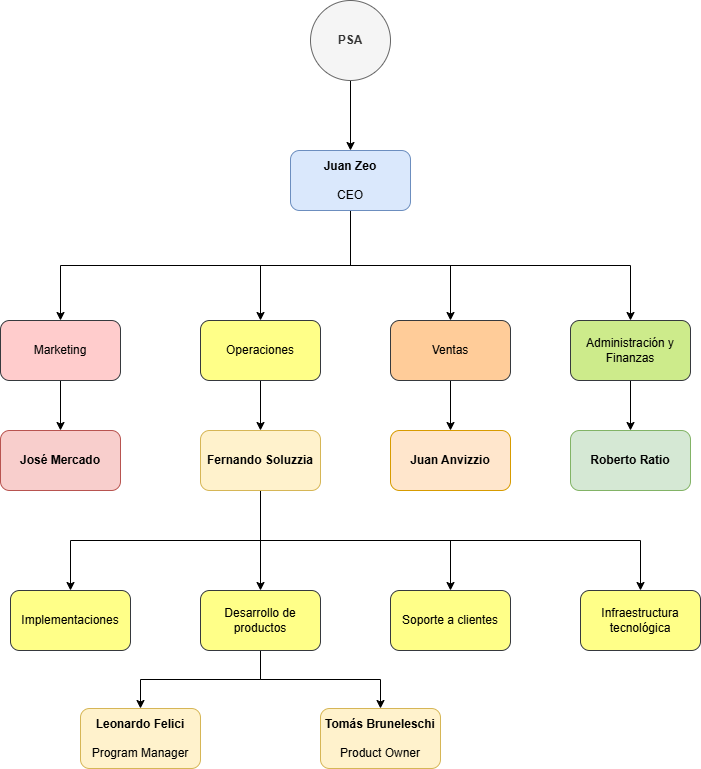 PSA
Juan Zeo
CEO
Marketing
Operaciones
Ventas
Administración y
Finanzas
José Mercado
Fernando Soluzzia
Juan Anvizzio
Roberto Ratio
Implementaciones
Desarrollo de
productos
Soporte a clientes
Infraestructura
tecnológica
Leonardo Felici
Program Manager
Tomás Bruneleschi
Product Owner